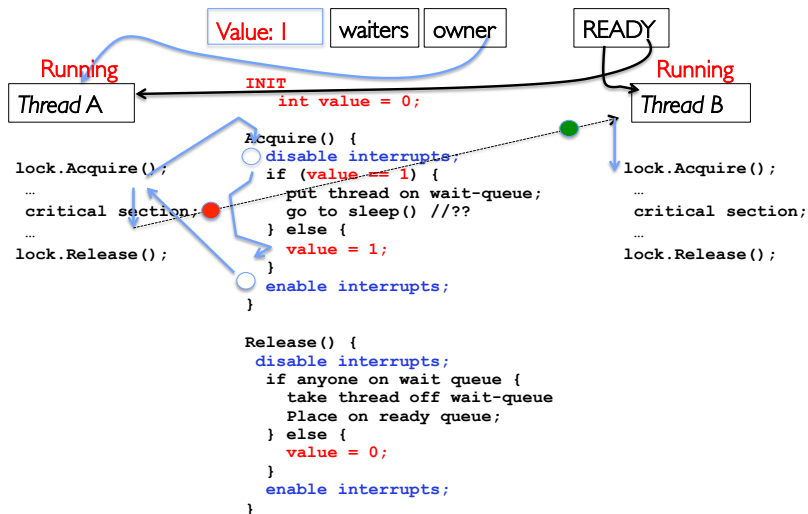 Value: 1 waiters owner READY
Running Running
Thread A Thread B
INIT
int value = 0;
Acquire() {
disable interrupts;
if (value == 1) {
put thread on wait-queue;
go to sleep() //??
} else {
value = 1;
}
enable interrupts;
}
lock.Acquire();
…
critical section;
…
lock.Release();
lock.Acquire();
…
critical section;
…
lock.Release();
Release() {
disable interrupts;
if anyone on wait queue {
take thread off wait-queue
Place on ready queue;
} else {
value = 0;
}
enable interrupts;
}